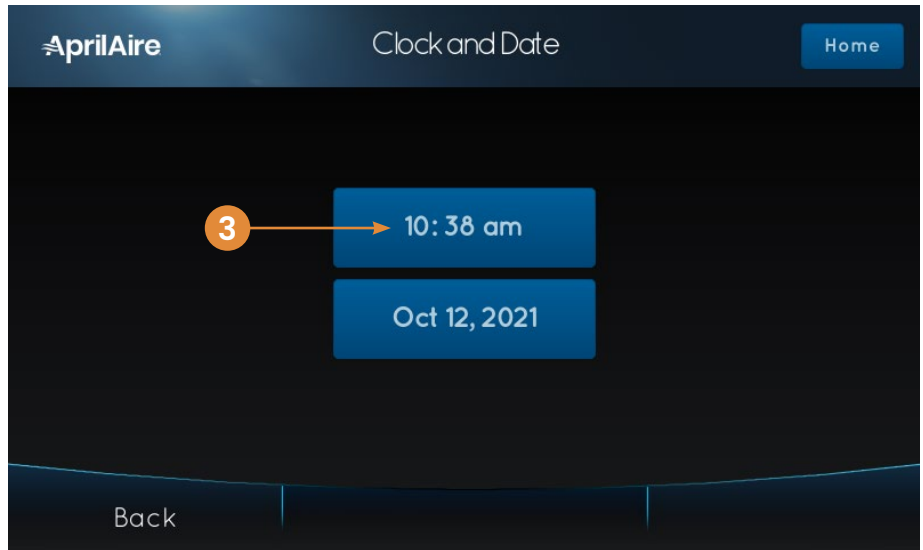 AprilAire
Clock and Date
Home
3
10:38 am
Oct 12, 2021
Back